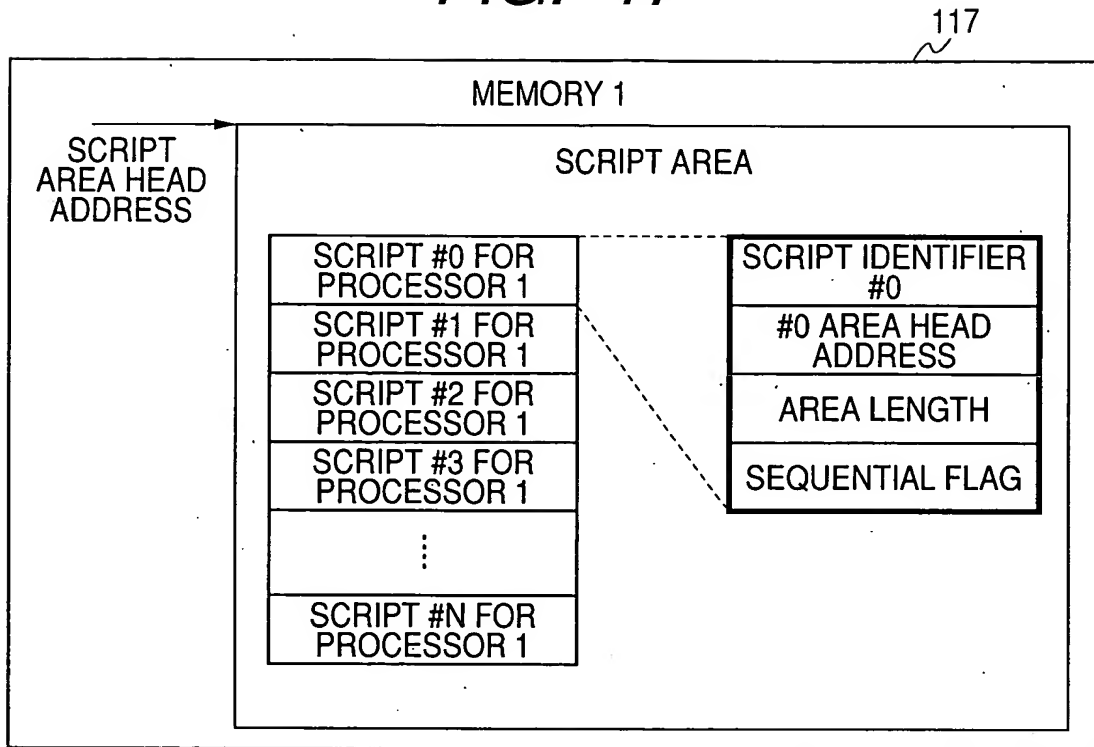 FIG.
117
MEMORY 1
SCRIPT
AREA HEAD
ADDRESS
SCRIPT AREA
SCRIPT #0 FOR
PROCESSOR 1
SCRIPT #1 FOR
PROCESSOR 1
SCRIPT #2 FOR
PROCESSOR 1
SCRIPT #3 FOR
PROCESSOR 1
SCRIPT #N FOR
PROCESSOR 1
SCRIPT IDENTIFIER
#0
#0 AREA HEAD
ADDRESS
AREA LENGTH
SEQUENTIAL FLAG